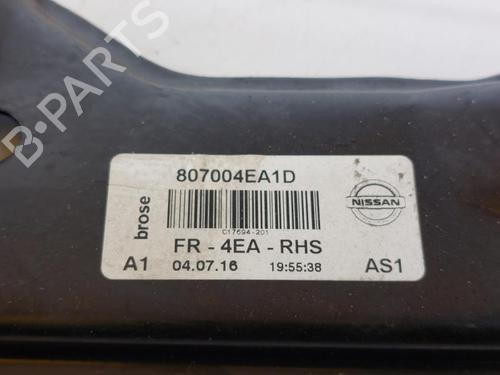 B-PARTS
807004EA1D
brose
C17694-201
NISSAN
FR - 4EA - RHS
A1 04.07.16 19:55:38 AS1